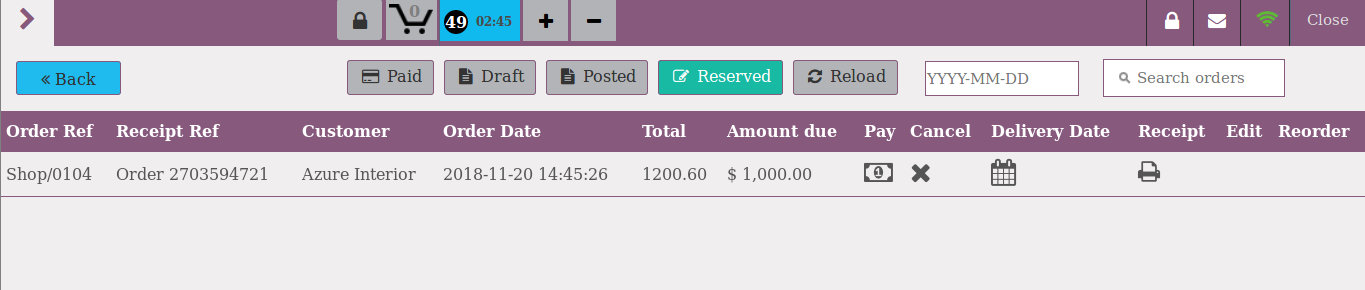 0 49 02:45 + − Close
« Back Paid Draft Posted Reserved Reload YYYY-MM-DD Search orders
Order Ref Receipt Ref Customer Order Date Total Amount due Pay Cancel Delivery Date Receipt Edit Reorder
Shop/0104 Order 2703594721 Azure Interior 2018-11-20 14:45:26 1200.60 $ 1,000.00